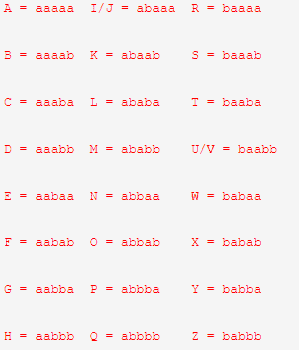 A = aaaaa I/J = abaaa R = baaaa
B = aaaab K = abaab S = baaab
C = aaaba L = ababa T = baaba
D = aaabb M = ababb U/V = baabb
E = aabaa N = abbaa W = babaa
F = aabab O = abbab X = babab
G = aabba P = abbba Y = babba
H = aabbb Q = abbbb Z = babbb